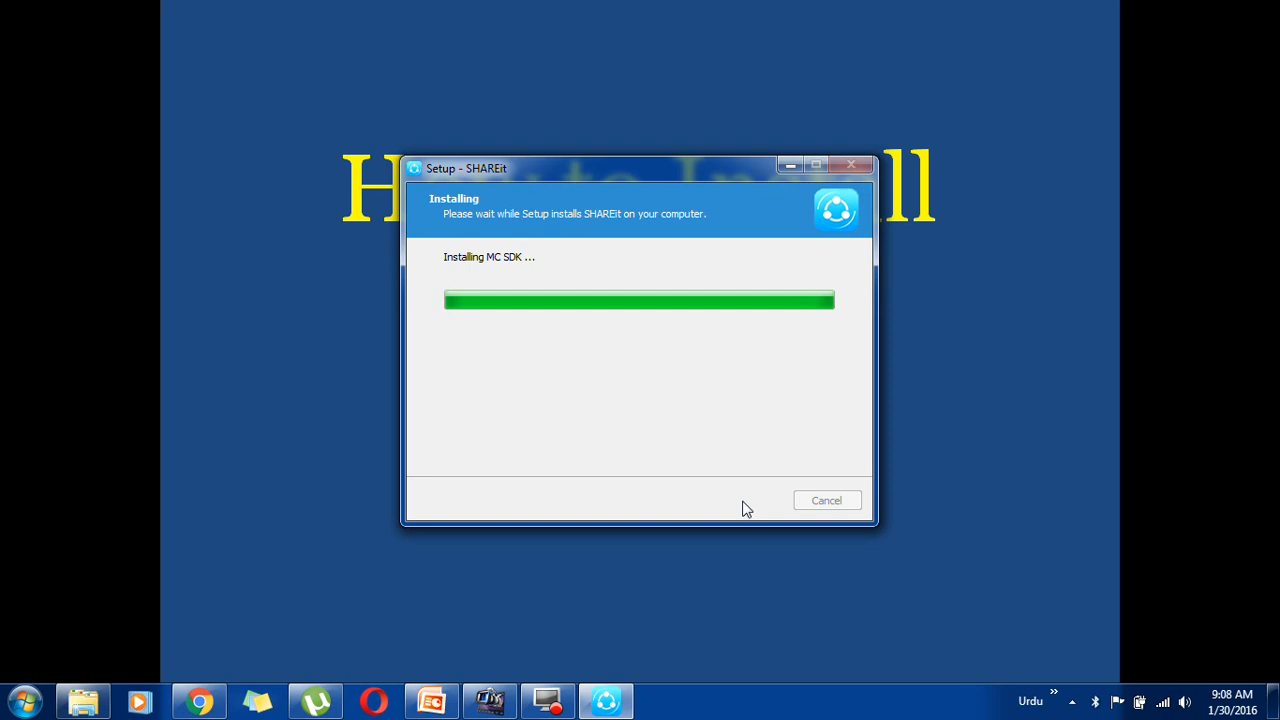 Setup - SHAREit
Installing
Please wait while Setup installs SHAREit on your computer.
Installing MC SDK ...
Cancel
Urdu
9:08 AM
1/30/2016